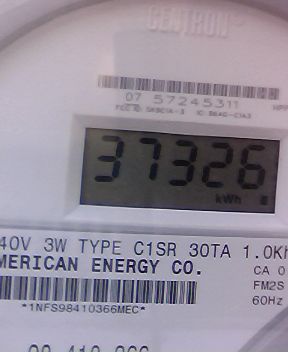 CENTRON
07 57245311
37326
kWh
40V 3W TYPE C1SR 30TA 1.0Kh
MERICAN ENERGY CO.
CA 0
FM2S
60Hz
*1NFS98410366MEC*